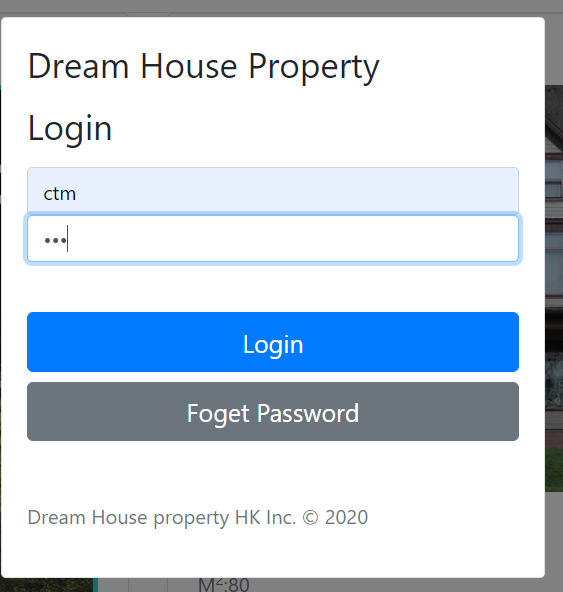 Dream House Property
Login
ctm
•••
Login
Foget Password
Dream House property HK Inc. © 2020
M²:80